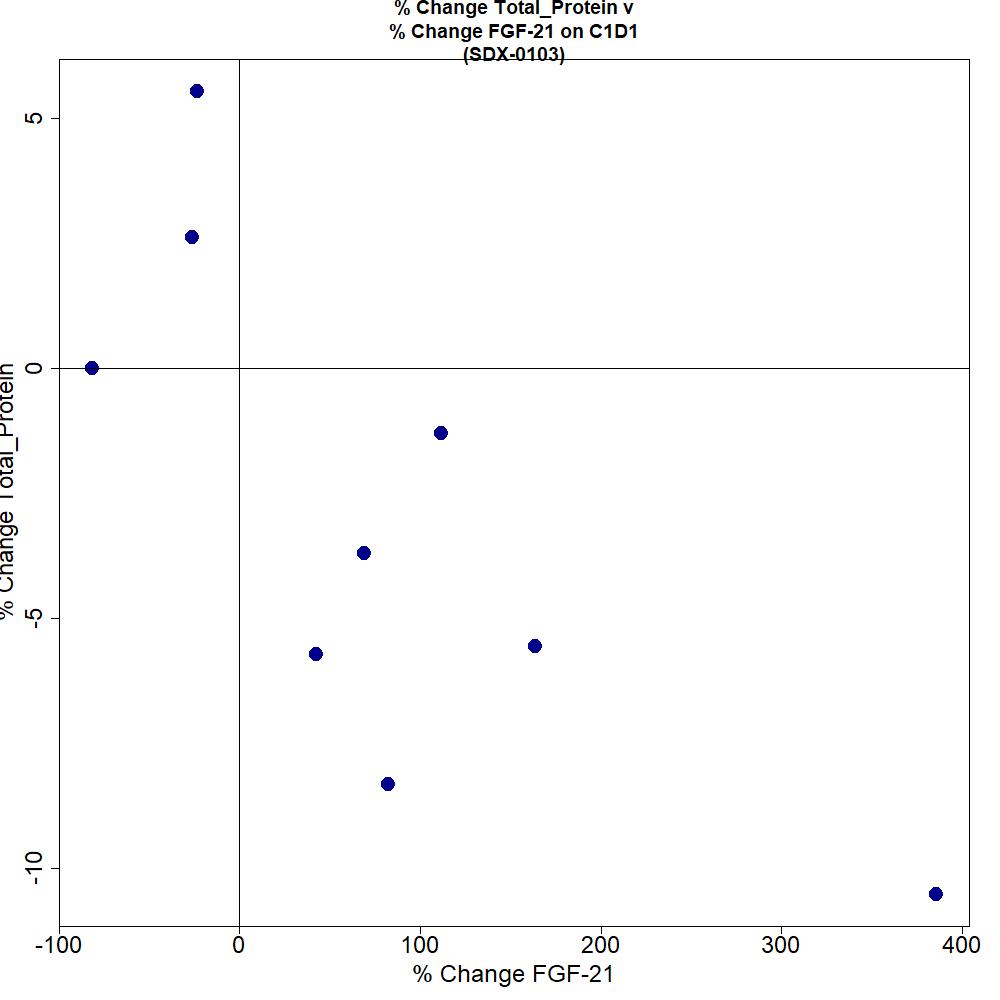 % Change Total_Protein v
% Change FGF-21 on C1D1
(SDX-0103)
% Change Total_Protein
5
0
-5
-10
-100
0
100
200
300
400
% Change FGF-21